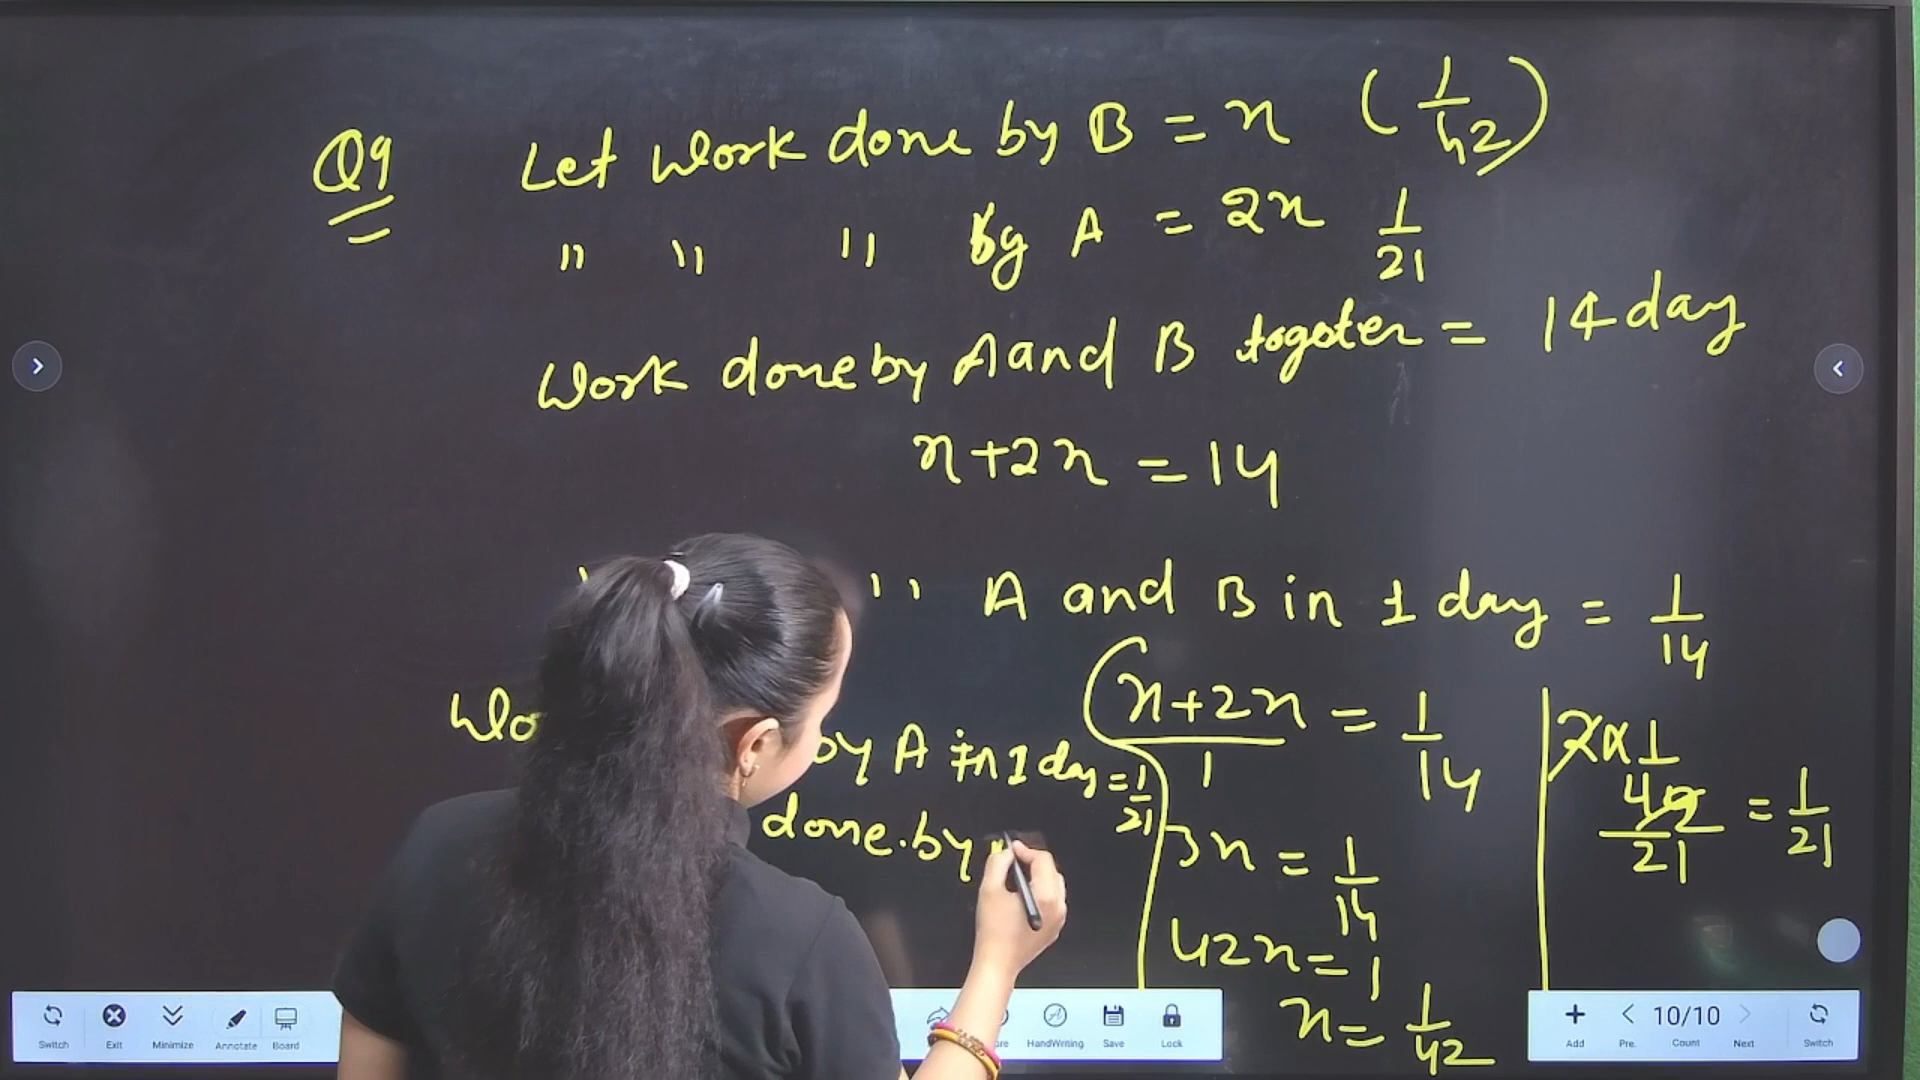 Q9 Let Work done by B = x (1/42)
" " " by A = 2x 1/21
Work done by A and B togeter = 14 day
x+2x = 14
" A and B in 1 day = 1/14
by A in 1 day = 1/21
done by
x+2x/1 = 1/14
3x = 1/14
42x = 1
x = 1/42
2x1/42
21 = 1/21
Switch Exit Minimize Annotate Board
HandWriting Save Lock
Add Pre. 10/10 Count Next Switch